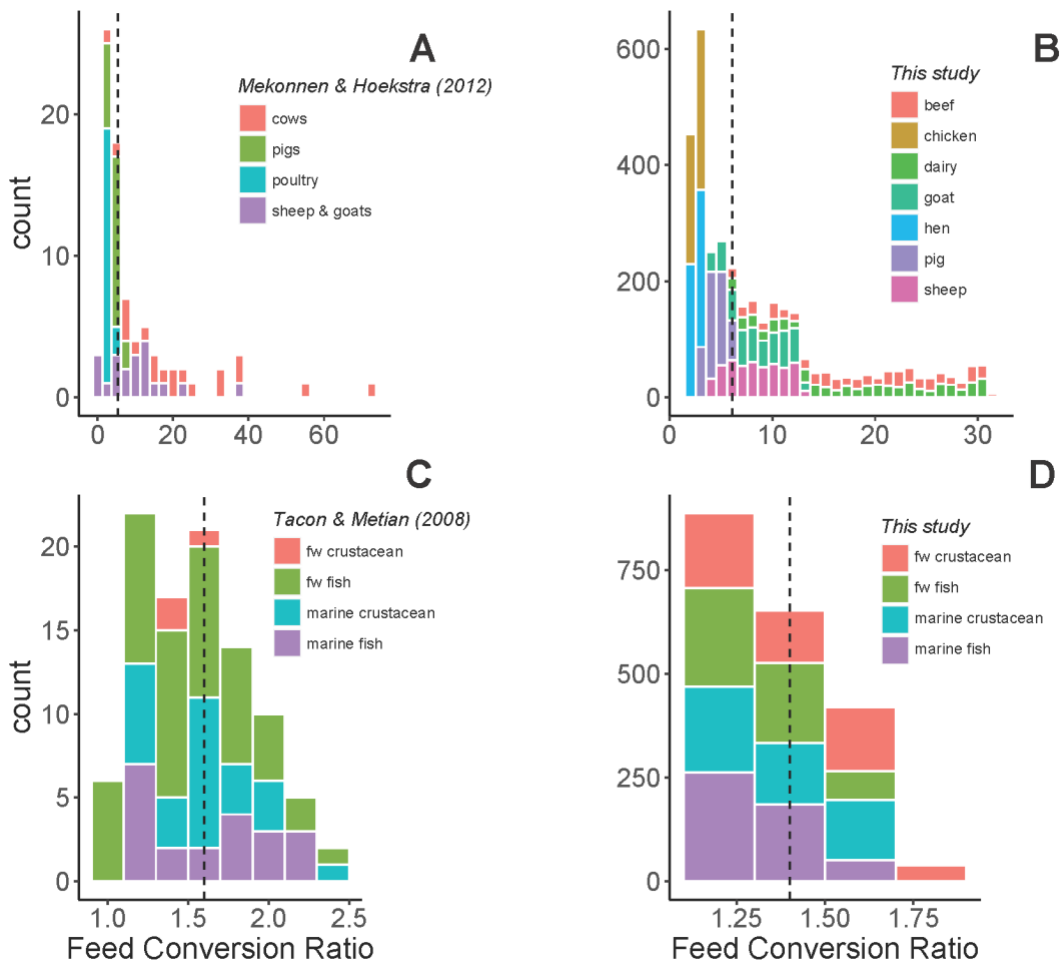 A
Mekonnen & Hoekstra (2012)
cows
pigs
poultry
sheep & goats
count
20
10
0
0 20 40 60
B
This study
beef
chicken
dairy
goat
hen
pig
sheep
600
400
200
0
0 10 20 30
C
Tacon & Metian (2008)
fw crustacean
fw fish
marine crustacean
marine fish
count
20
15
10
5
0
1.0 1.5 2.0 2.5
Feed Conversion Ratio
D
This study
fw crustacean
fw fish
marine crustacean
marine fish
750
500
250
0
1.25 1.50 1.75
Feed Conversion Ratio